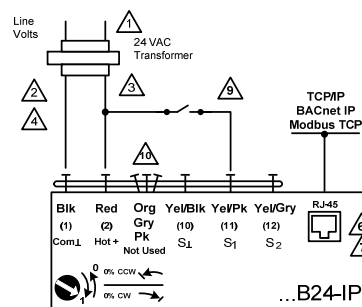 Line
Volts
1
24 VAC
Transformer
2
3
4
9
TCP/IP
BACnet IP
Modbus TCP
10
Blk Red Org Yel/Blk Yel/Pk Yel/Gry RJ-45
(1) (2) Gry (10) (11) (12)
Pk
Com⊥ Hot + Not Used S⊥ S1 S2
0 0% CCW
1 0% CW
...B24-IP